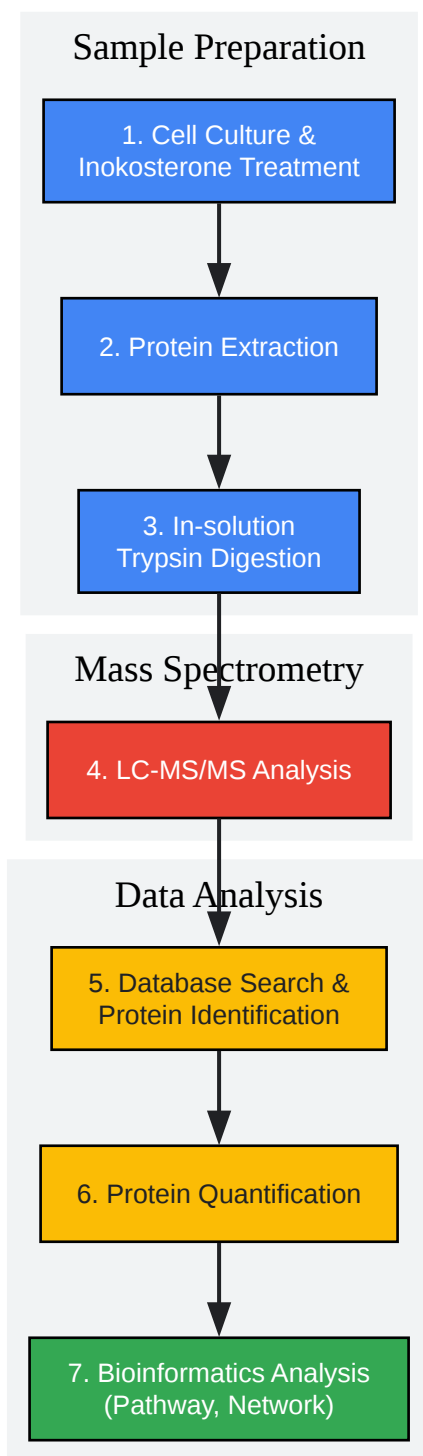 Sample Preparation
1. Cell Culture &
Inokosterone Treatment
2. Protein Extraction
3. In-solution
Trypsin Digestion
Mass Spectrometry
4. LC-MS/MS Analysis
Data Analysis
5. Database Search &
Protein Identification
6. Protein Quantification
7. Bioinformatics Analysis
(Pathway, Network)